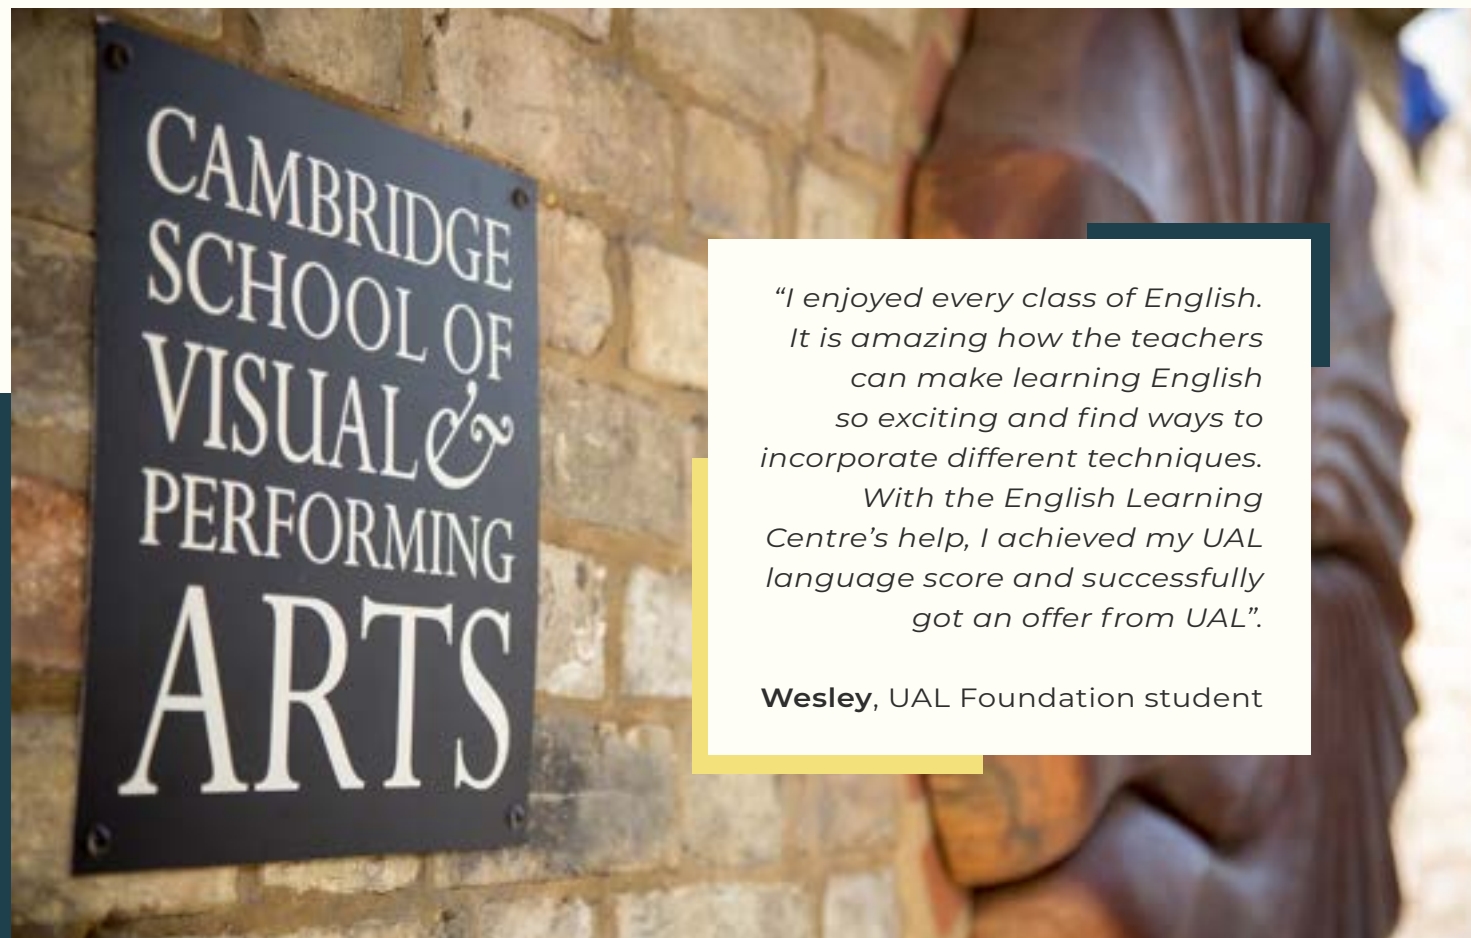 CAMBRIDGE
SCHOOL OF
VISUAL &
PERFORMING
ARTS
“I enjoyed every class of English.
It is amazing how the teachers
can make learning English
so exciting and find ways to
incorporate different techniques.
With the English Learning
Centre’s help, I achieved my UAL
language score and successfully
got an offer from UAL”.
Wesley, UAL Foundation student